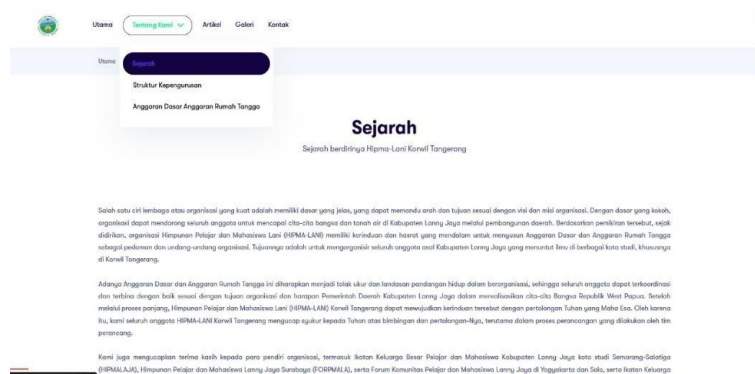 Utama Tentang Kami Artikel Galeri Kontak
Utama Sejarah
Struktur Kepengurusan
Anggaran Dasar Anggaran Rumah Tangga
Sejarah
Sejarah berdirinya Hipma-Lani Korwil Tangerang
Salah satu ciri lembaga atau organisasi yang kuat adalah memiliki dasar yang jelas, yang dapat memandu arah dan tujuan sesuai dengan visi dan misi organisasi. Dengan dasar yang kokoh,
organisasi dapat mendorong seluruh anggota untuk mencapai cita-cita bangsa dan tanah air di Kabupaten Lanny Jaya melalui pembangunan daerah. Berdasarkan pemikiran tersebut, sejak
didirikan, organisasi Himpunan Pelajar dan Mahasiswa Lani (HIPMA-LANI) memiliki kerinduan dan hasrat yang mendalam untuk menyusun Anggaran Dasar dan Anggaran Rumah Tangga
sebagai pedoman dan undang-undang organisasi. Tujuannya adalah untuk mengorganisir seluruh anggota asal Kabupaten Lanny Jaya yang menuntut ilmu di berbagai kota studi, khususnya
di Korwil Tangerang.
Adanya Anggaran Dasar dan Anggaran Rumah Tangga ini diharapkan menjadi tolak ukur dan landasan pandangan hidup dalam berorganisasi, sehingga seluruh anggota dapat terkoordinasi
dan terbina dengan baik sesuai dengan tujuan organisasi dan harapan Pemerintah Daerah Kabupaten Lanny Jaya dalam merealisasikan cita-cita Bangsa Republik West Papua. Setelah
melalui proses panjang, Himpunan Pelajar dan Mahasiswa Lani (HIPMA-LANI) Korwil Tangerang dapat mewujudkan kerinduan tersebut dengan pertolongan Tuhan yang Maha Esa. Oleh karena
itu, kami seluruh anggota HIPMA-LANI Korwil Tangerang mengucap syukur kepada Tuhan atas bimbingan dan pertolongan-Nya, terutama dalam proses perancangan yang dilakukan oleh tim
perancang.
Kami juga mengucapkan terima kasih kepada para pendiri organisasi, termasuk Ikatan Keluarga Besar Pelajar dan Mahasiswa Kabupaten Lanny Jaya kota studi Semarang-Salatiga
(HIPMALAJA), Himpunan Pelajar dan Mahasiswa Lanny Jaya Surabaya (FORPMALA), serta Forum Komunitas Pelajar dan Mahasiswa Lanny Jaya di Yogyakarta dan Solo, serta Ikatan Keluarga